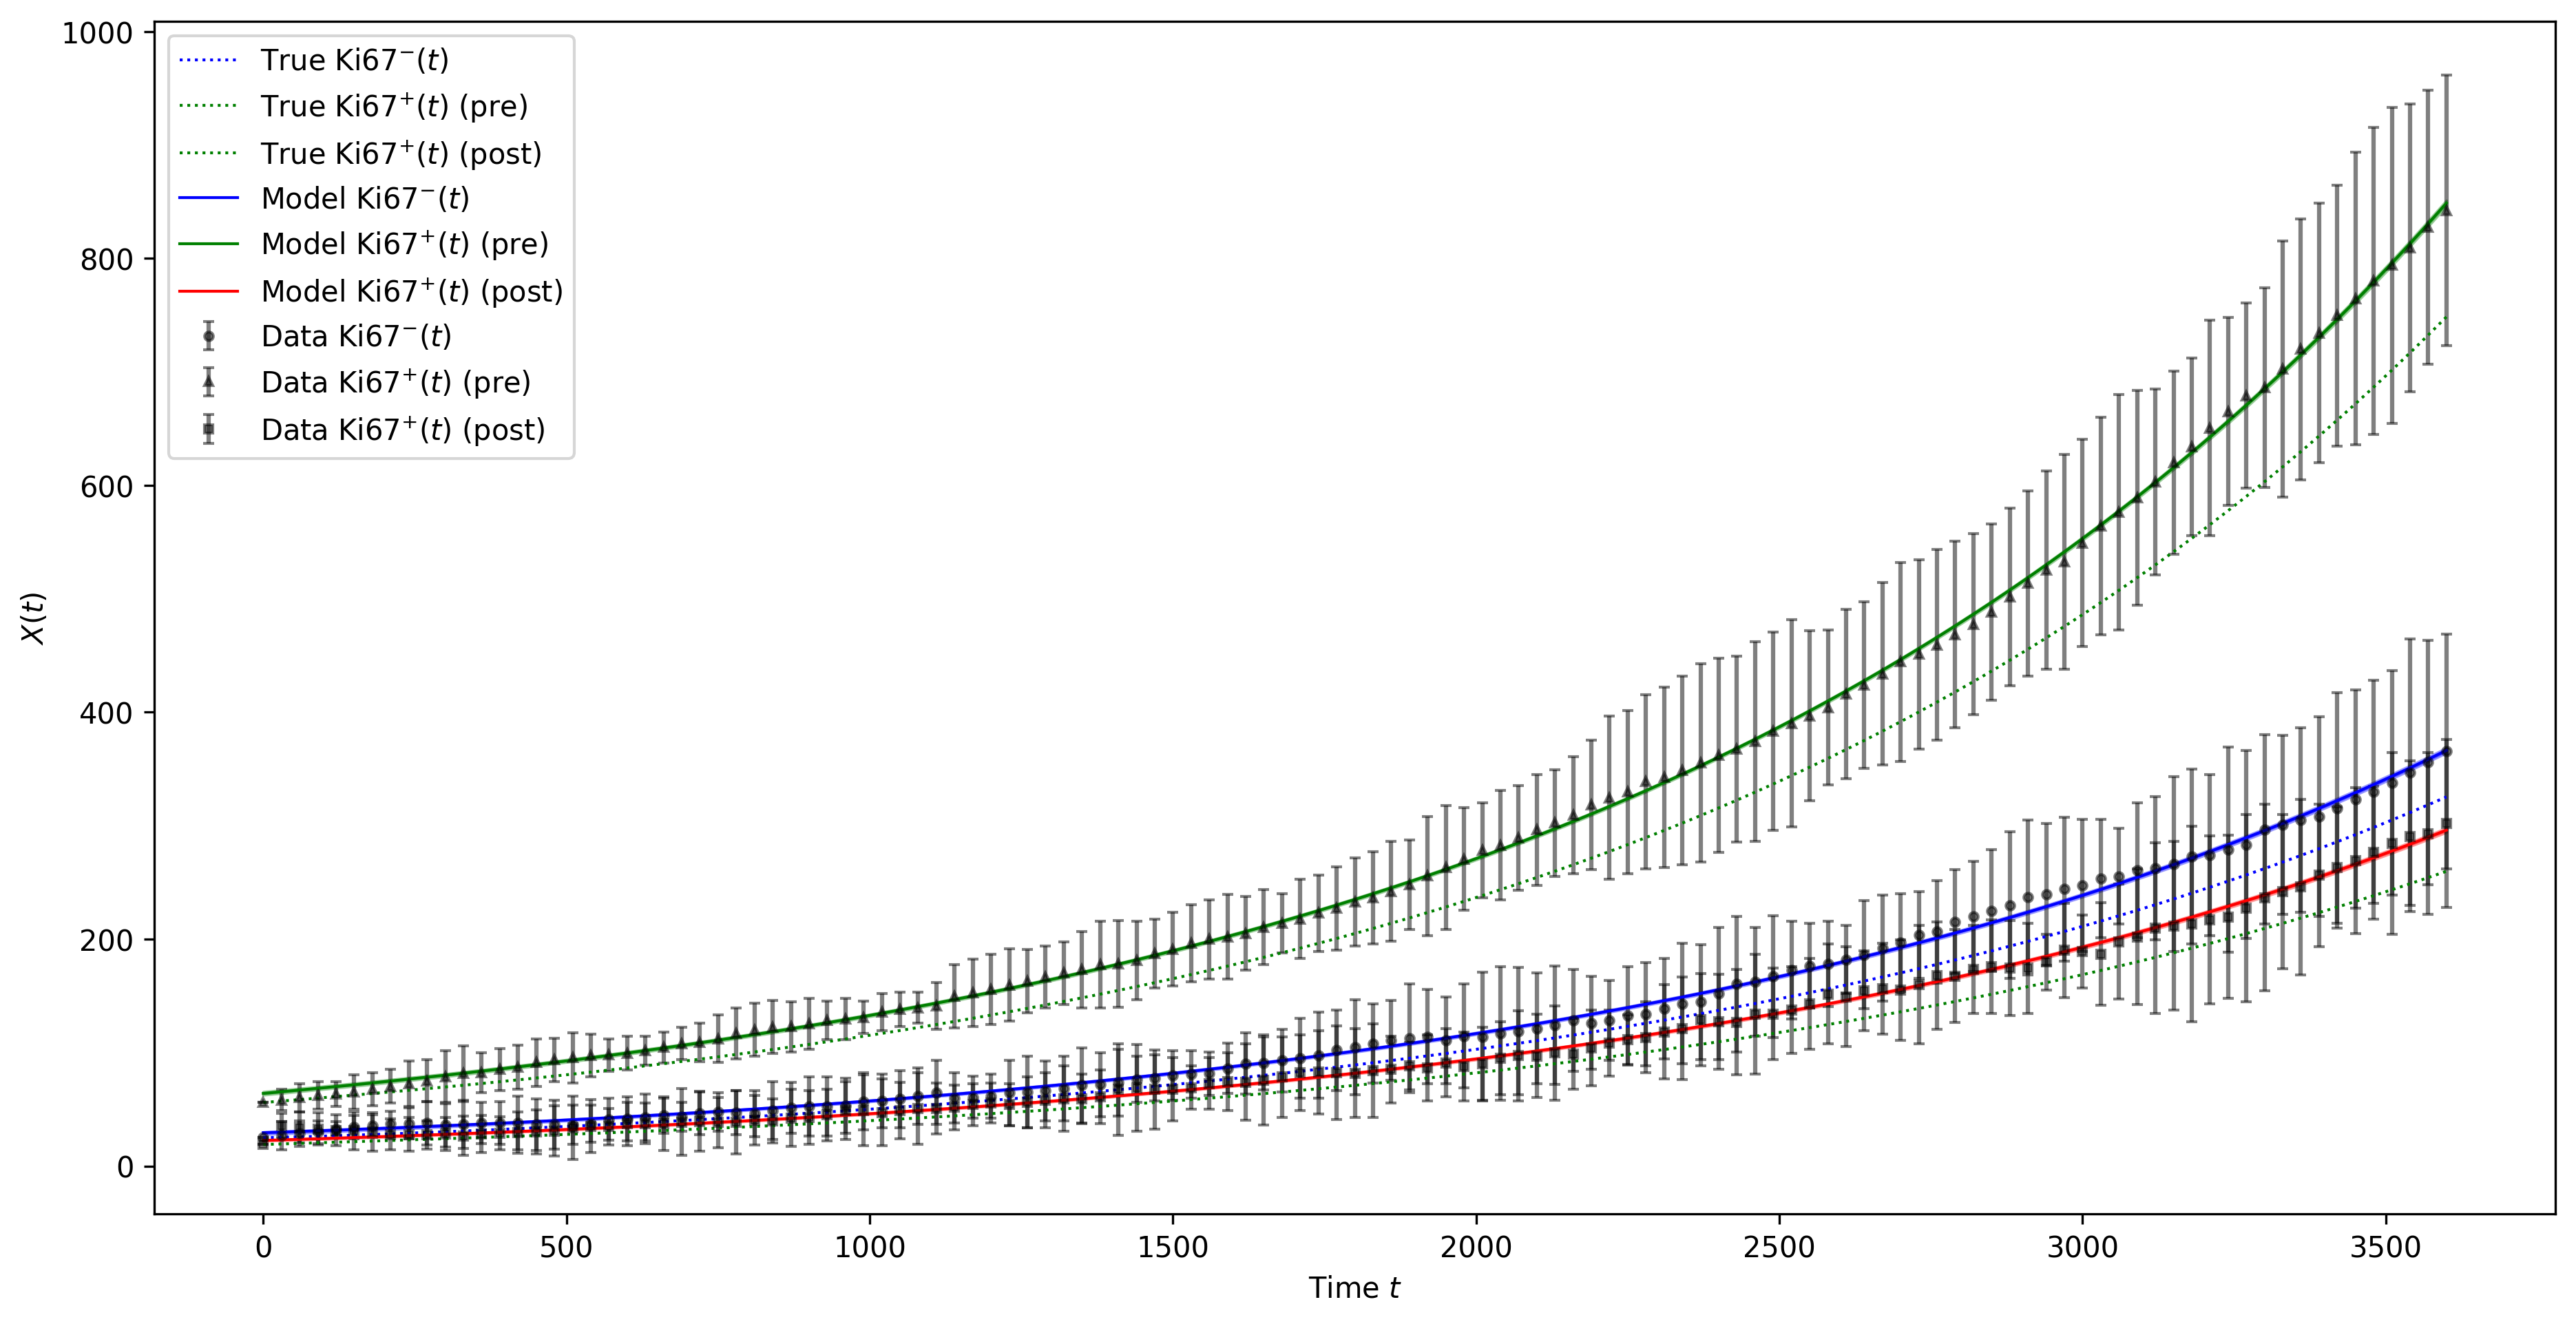 1000
800
600
400
200
0
X(t)
True Ki67⁻(t)
True Ki67⁺(t) (pre)
True Ki67⁺(t) (post)
Model Ki67⁻(t)
Model Ki67⁺(t) (pre)
Model Ki67⁺(t) (post)
Data Ki67⁻(t)
Data Ki67⁺(t) (pre)
Data Ki67⁺(t) (post)
0 500 1000 1500 2000 2500 3000 3500
Time t